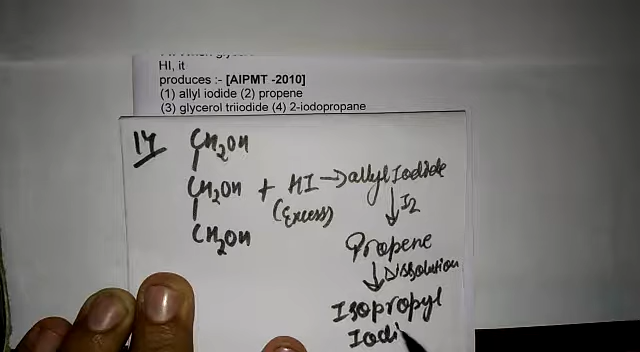 HI, it
produces :- [AIPMT -2010]
(1) allyl iodide (2) propene
(3) glycerol triiodide (4) 2-iodopropane
14 CH2OH
CH2OH + HI → allyl Iodide
(Excess) ↓ I2
CH2OH Propene
↓ Dissolution
Isopropyl
Iodi